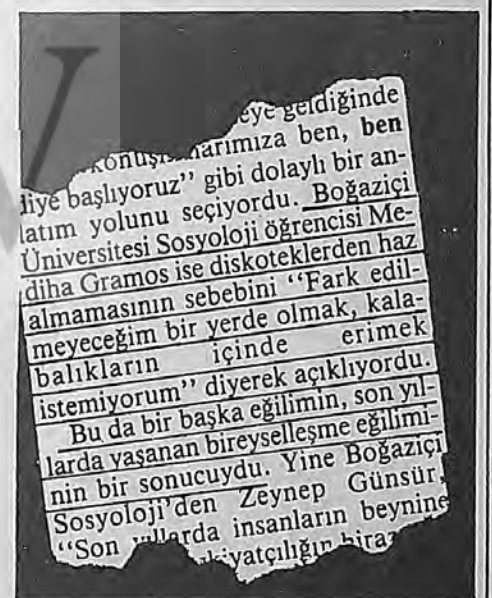 eye geldiğinde
konuşmalarımıza ben, ben
diye başlıyoruz" gibi dolaylı bir an-
latım yolunu seçiyordu. Boğaziçi
Üniversitesi Sosyoloji öğrencisi Me-
diha Gramos ise diskoteklerden haz
almamasının sebebini "Fark edil-
meyeceğim bir yerde olmak, kala-
balıkların içinde erimek
istemiyorum" diyerek açıklıyordu.
Bu da bir başka eğilimin, son yıl-
larda yaşanan bireyselleşme eğilimi-
nin bir sonucuydu. Yine Boğaziçi
Sosyoloji'den Zeynep Günsür,
"Son yıllarda insanların beynine